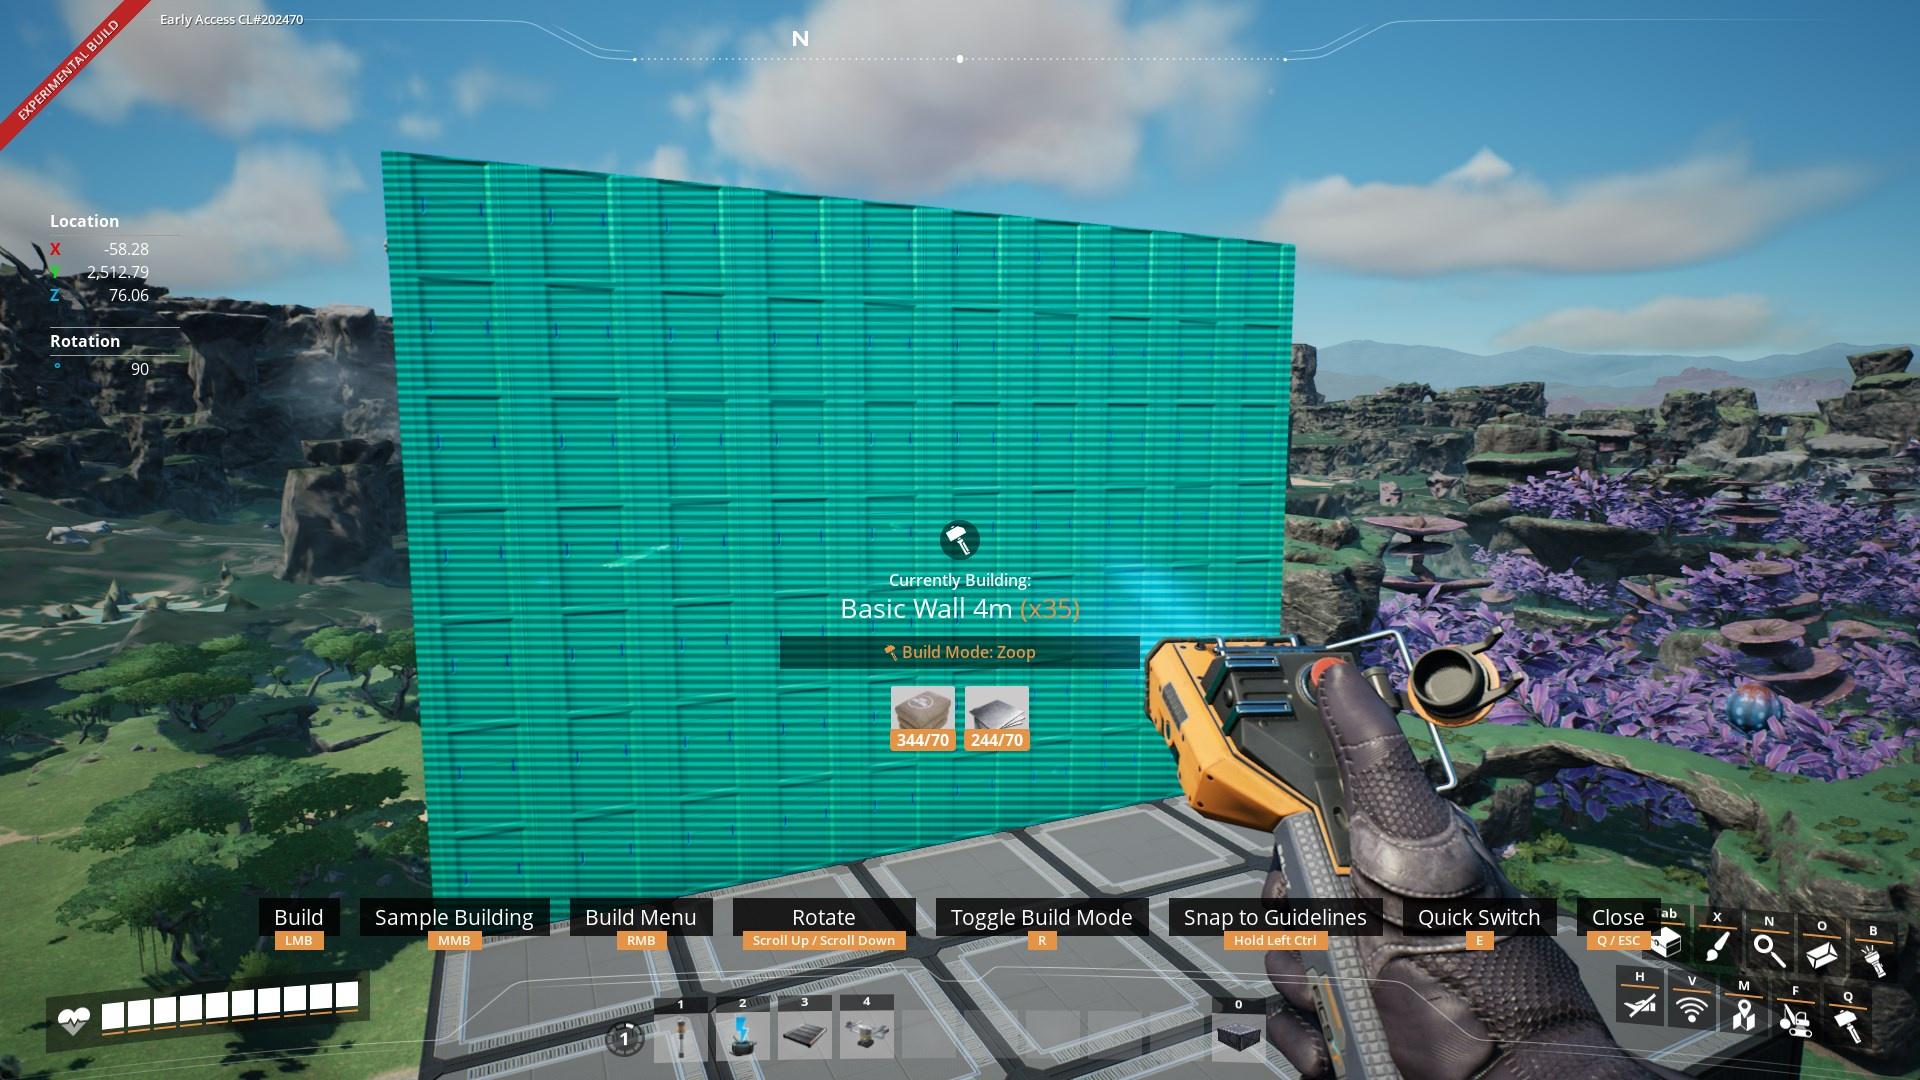 Early Access CL#202470
EXPERIMENTAL BUILD
N
Location
X -58.28
Y 2,512.79
Z 76.06
Rotation
° 90
Currently Building:
Basic Wall 4m (x35)
Build Mode: Zoop
344/70 244/70
Build Sample Building Build Menu Rotate Toggle Build Mode Snap to Guidelines Quick Switch Close
LMB MMB RMB Scroll Up / Scroll Down R Hold Left Ctrl E Q / ESC
Tab X N O B
H V M F Q
1 2 3 4 0
1